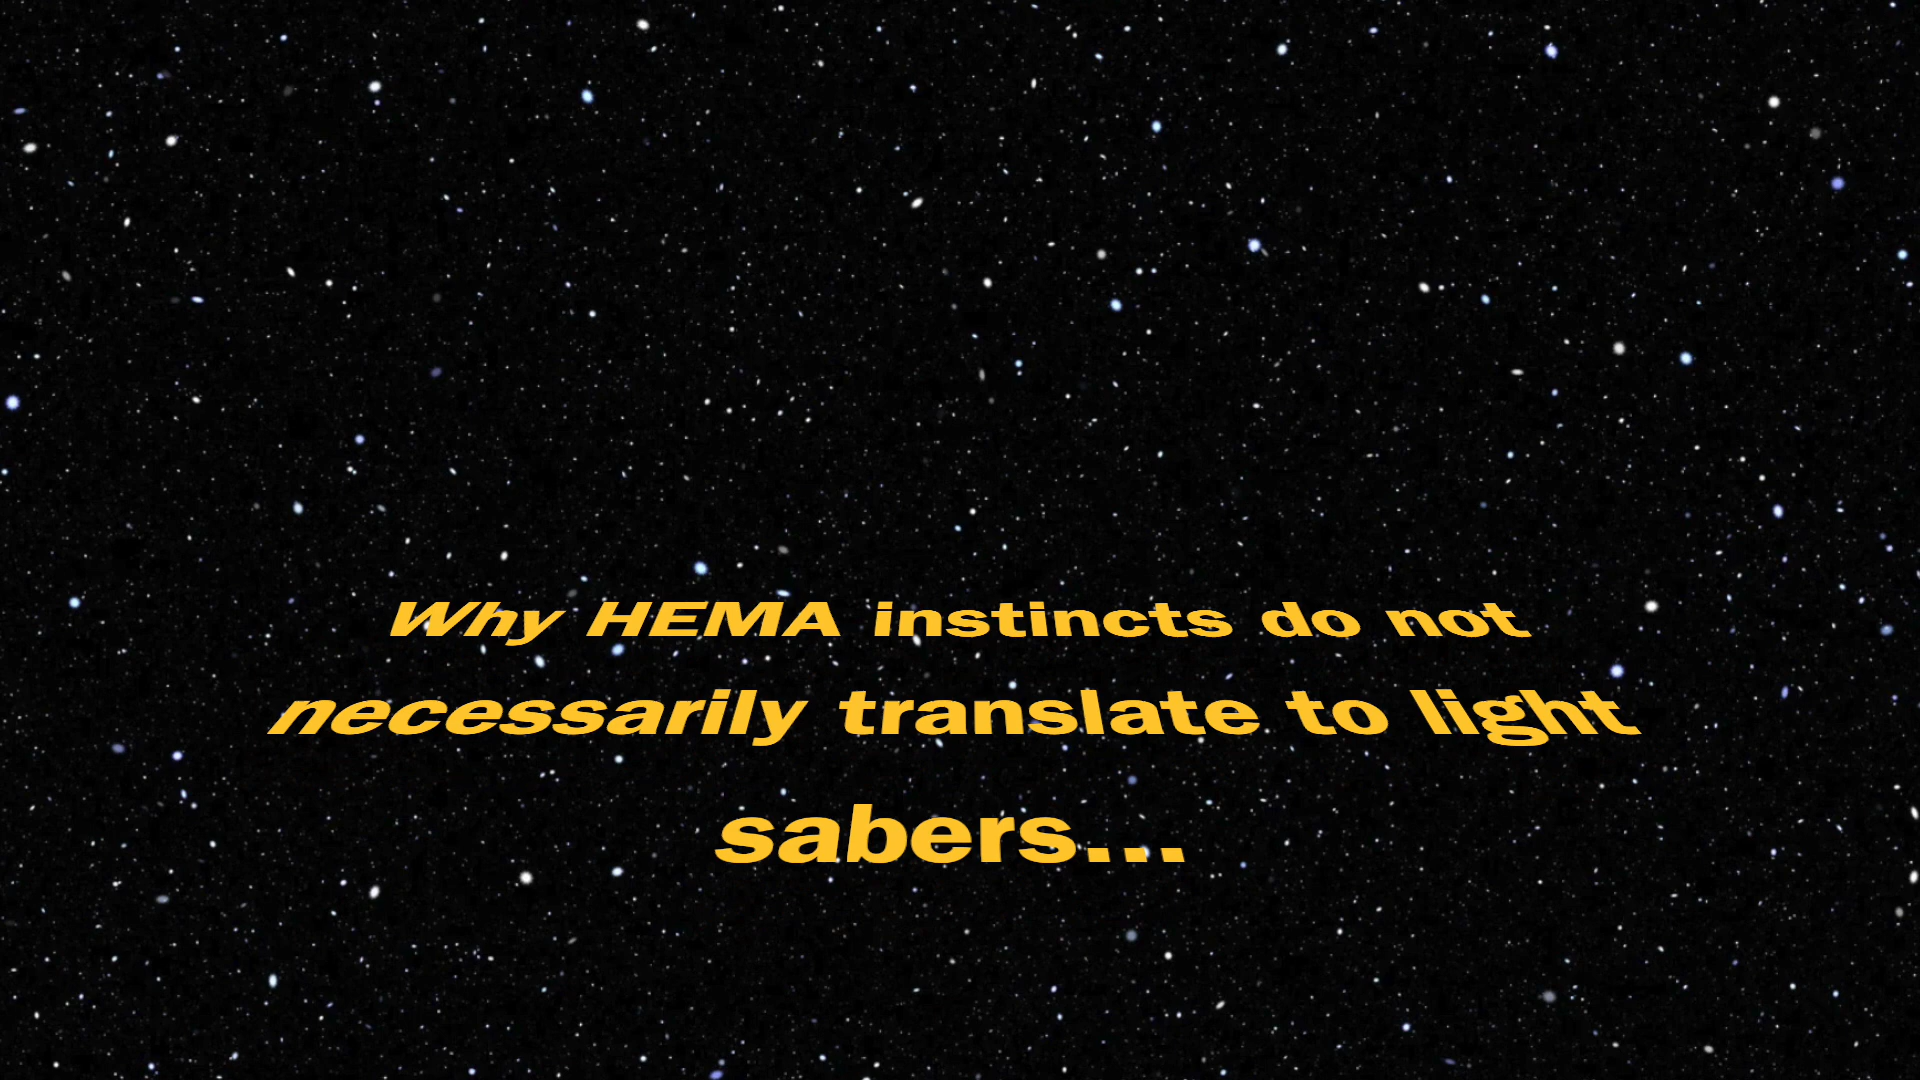 Why HEMA instincts do not
necessarily translate to light
sabers...